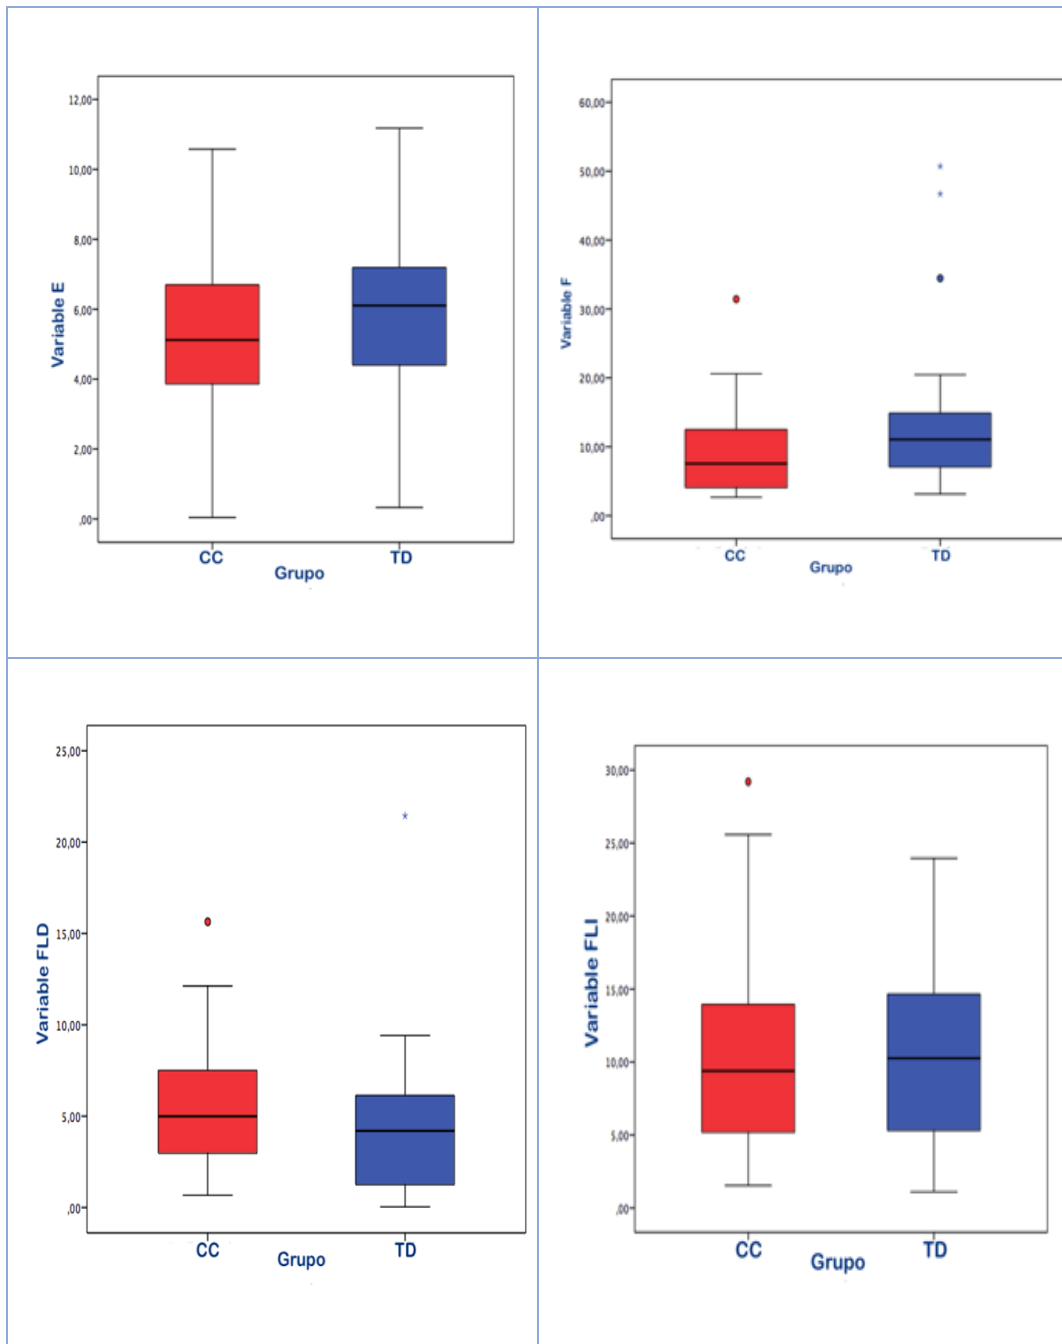 Variable E
12,00
10,00
8,00
6,00
4,00
2,00
,00
CC
TD
Grupo
Variable F
60,00
50,00
40,00
30,00
20,00
10,00
,00
CC
TD
Grupo
Variable FLD
25,00
20,00
15,00
10,00
5,00
,00
CC
TD
Grupo
Variable FLI
30,00
25,00
20,00
15,00
10,00
5,00
,00
CC
TD
Grupo